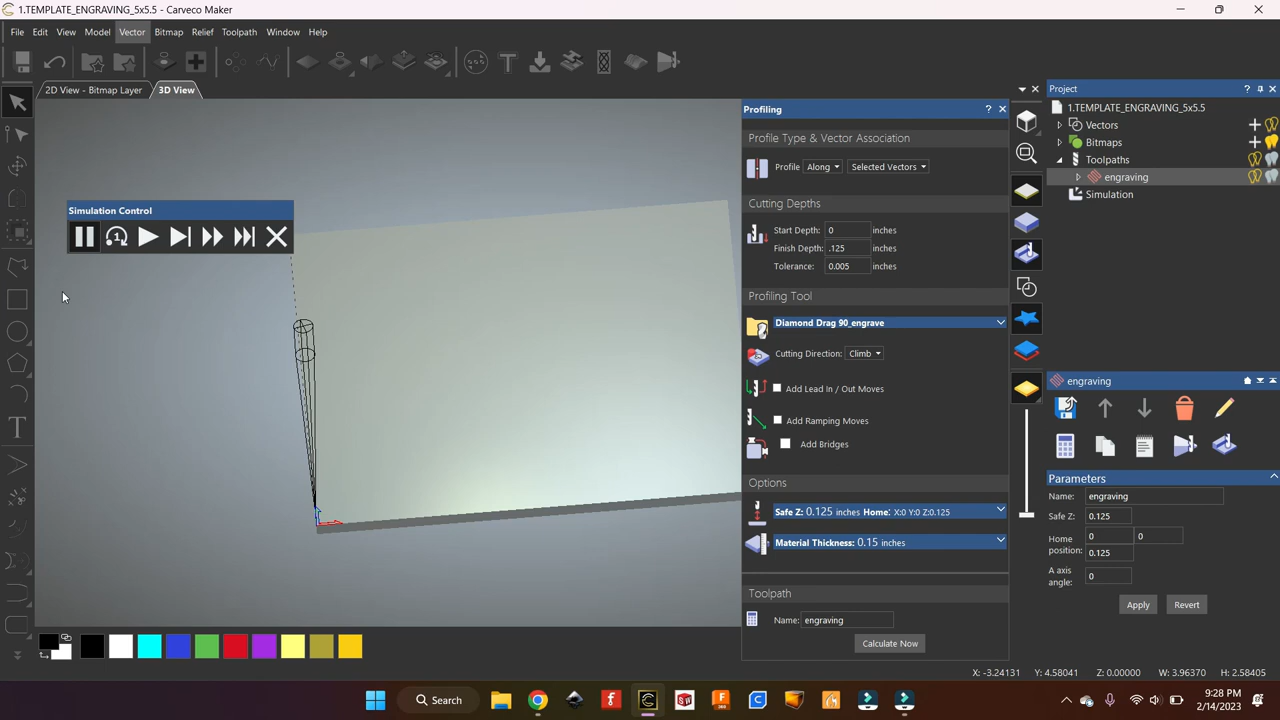 1.TEMPLATE_ENGRAVING_5x5.5 - Carveco Maker
File Edit View Model Vector Bitmap Relief Toolpath Window Help
2D View - Bitmap Layer 3D View
Simulation Control
1
Profiling
?
Profile Type & Vector Association
Profile Along Selected Vectors
Cutting Depths
Start Depth: 0 inches
Finish Depth: .125 inches
Tolerance: 0.005 inches
Profiling Tool
Diamond Drag 90_engrave
Cutting Direction: Climb
Add Lead In / Out Moves
Add Ramping Moves
Add Bridges
Options
Safe Z: 0.125 inches Home: X:0 Y:0 Z:0.125
Material Thickness: 0.15 inches
Toolpath
Name: engraving
Calculate Now
Project
?
1.TEMPLATE_ENGRAVING_5x5.5
Vectors
Bitmaps
Toolpaths
engraving
Simulation
engraving
Parameters
Name: engraving
Safe Z: 0.125
Home position: 0 0
0.125
A axis angle: 0
Apply Revert
X: -3.24131 Y: 4.58041 Z: 0.00000 W: 3.96370 H: 2.58405
Search
9:28 PM
2/14/2023